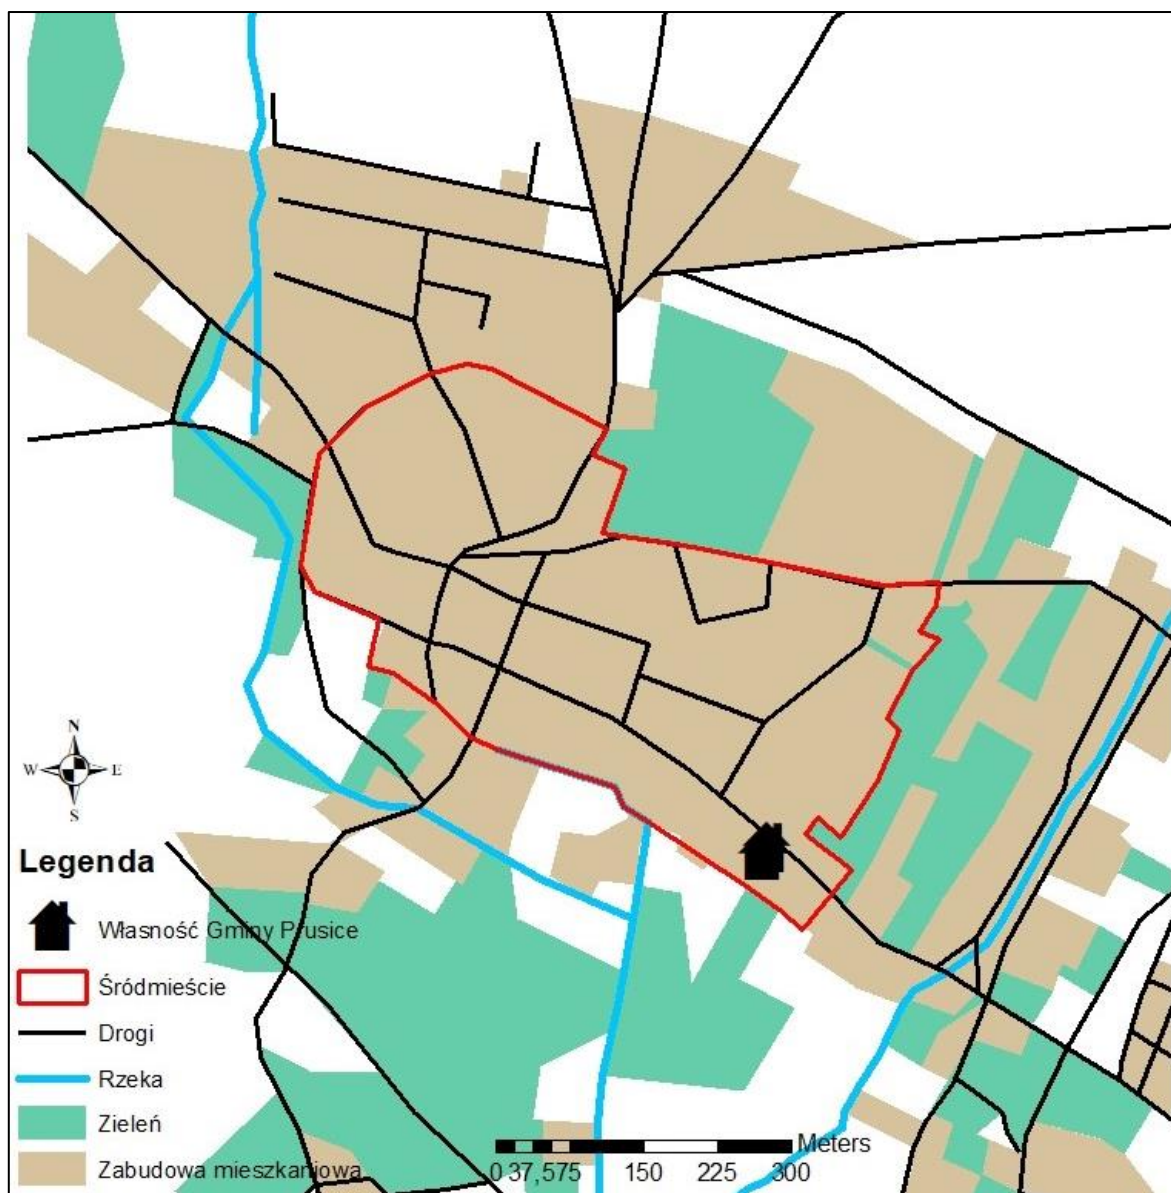 N
W E
S
Legenda
Własność Gminy Prusice
Śródmieście
Drogi
Rzeka
Zieleń
Zabudowa mieszkaniowa
Meters
0 37,575 150 225 300